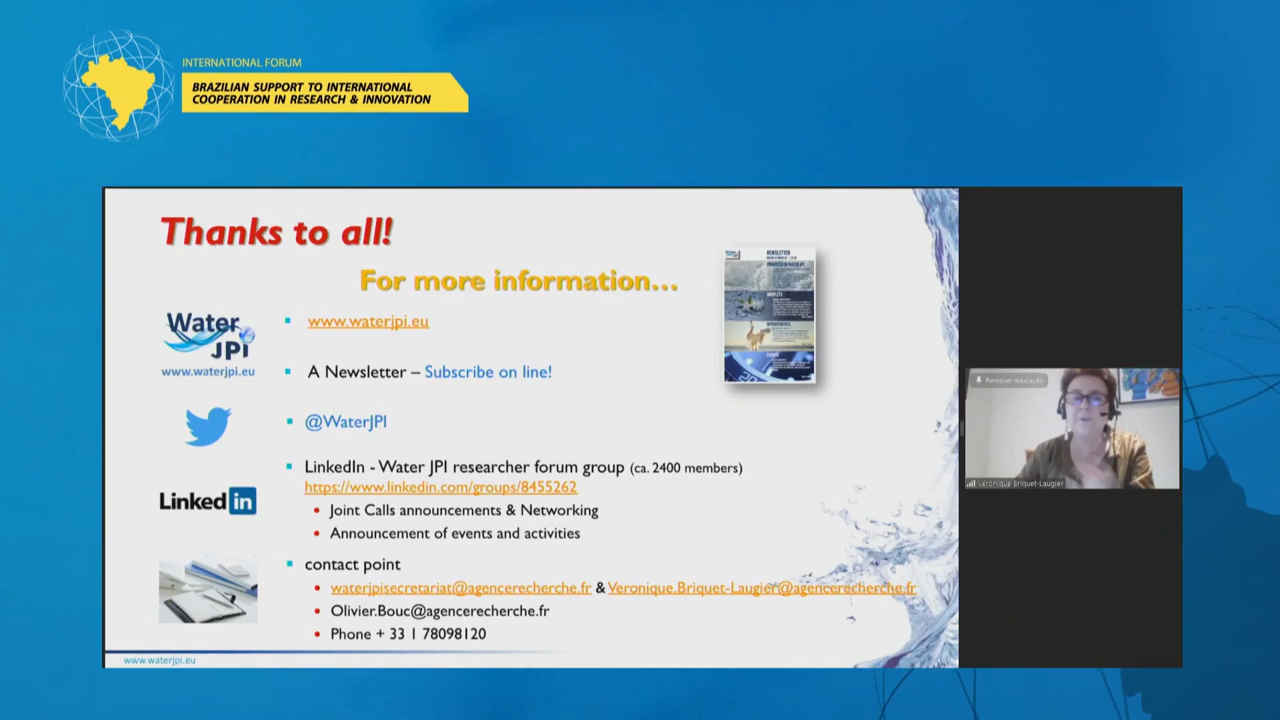 INTERNATIONAL FORUM
BRAZILIAN SUPPORT TO INTERNATIONAL
COOPERATION IN RESEARCH & INNOVATION
Thanks to all!
For more information...
NEWSLETTER
Water JPI
www.waterjpi.eu
www.waterjpi.eu
A Newsletter – Subscribe on line!
@WaterJPI
LinkedIn - Water JPI researcher forum group (ca. 2400 members)
https://www.linkedin.com/groups/8455262
Linked in
Joint Calls announcements & Networking
Announcement of events and activities
contact point
waterjpisecretariat@agencerecherche.fr & Veronique.Briquet-Laugier@agencerecherche.fr
Olivier.Bouc@agencerecherche.fr
Phone + 33 1 78098120
www.waterjpi.eu
Remover marcação
Véronique Briquet-Laugier